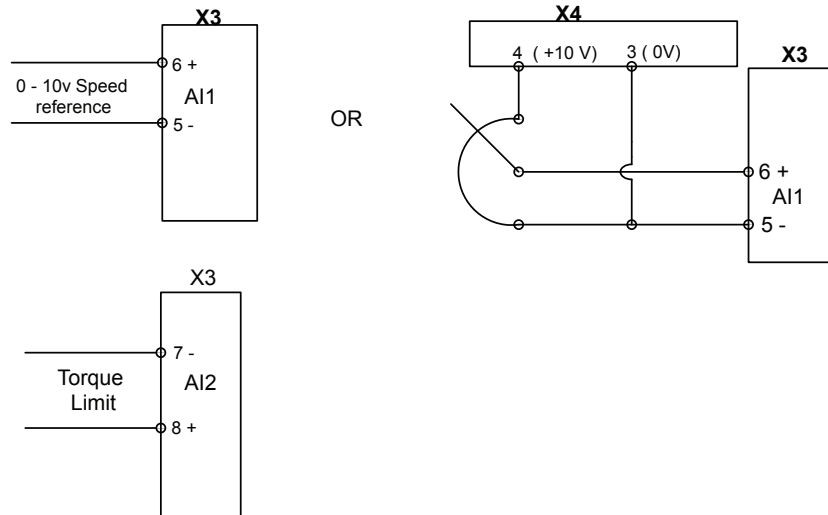 X3
6 +
0 - 10v Speed
reference
AI1
5 -
OR
X4
4 ( +10 V) 3 ( 0V)
X3
6 +
AI1
5 -
X3
7 -
Torque
Limit
AI2
8 +